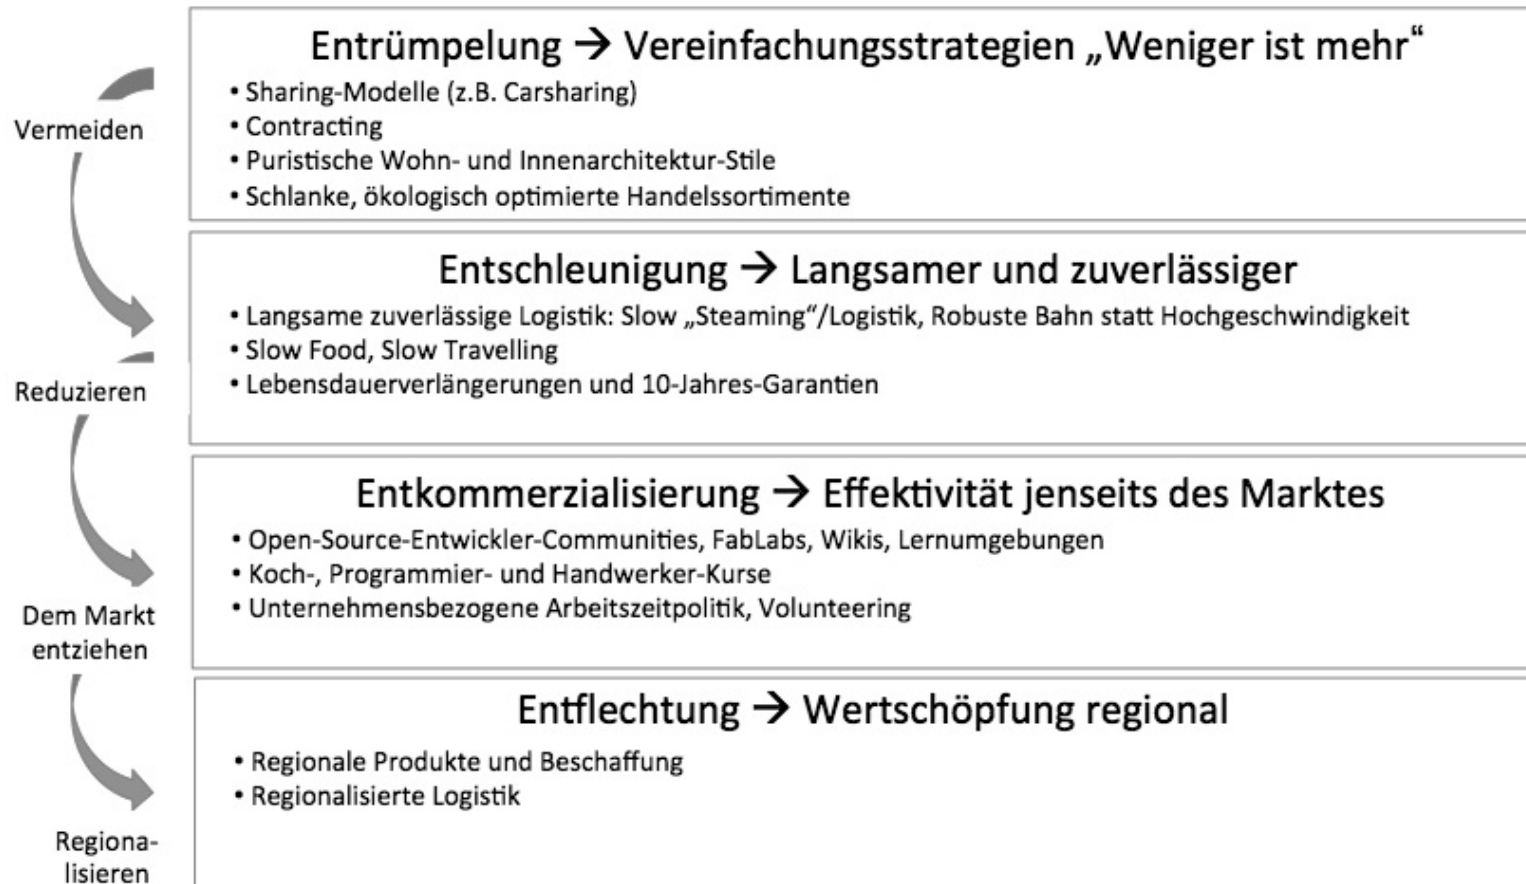 Entrümpelung → Vereinfachungsstrategien „Weniger ist mehr“
• Sharing-Modelle (z.B. Carsharing)
• Contracting
• Puristische Wohn- und Innenarchitektur-Stile
• Schlanke, ökologisch optimierte Handelssortimente
Vermeiden
Entschleunigung → Langsamer und zuverlässiger
• Langsame zuverlässige Logistik: Slow „Steaming“/Logistik, Robuste Bahn statt Hochgeschwindigkeit
• Slow Food, Slow Travelling
• Lebensdauerverlängerungen und 10-Jahres-Garantien
Reduzieren
Entkommerzialisierung → Effektivität jenseits des Marktes
• Open-Source-Entwickler-Communities, FabLabs, Wikis, Lernumgebungen
• Koch-, Programmier- und Handwerker-Kurse
• Unternehmensbezogene Arbeitszeitpolitik, Volunteering
Dem Markt
entziehen
Entflechtung → Wertschöpfung regional
• Regionale Produkte und Beschaffung
• Regionalisierte Logistik
Regiona-
lisieren